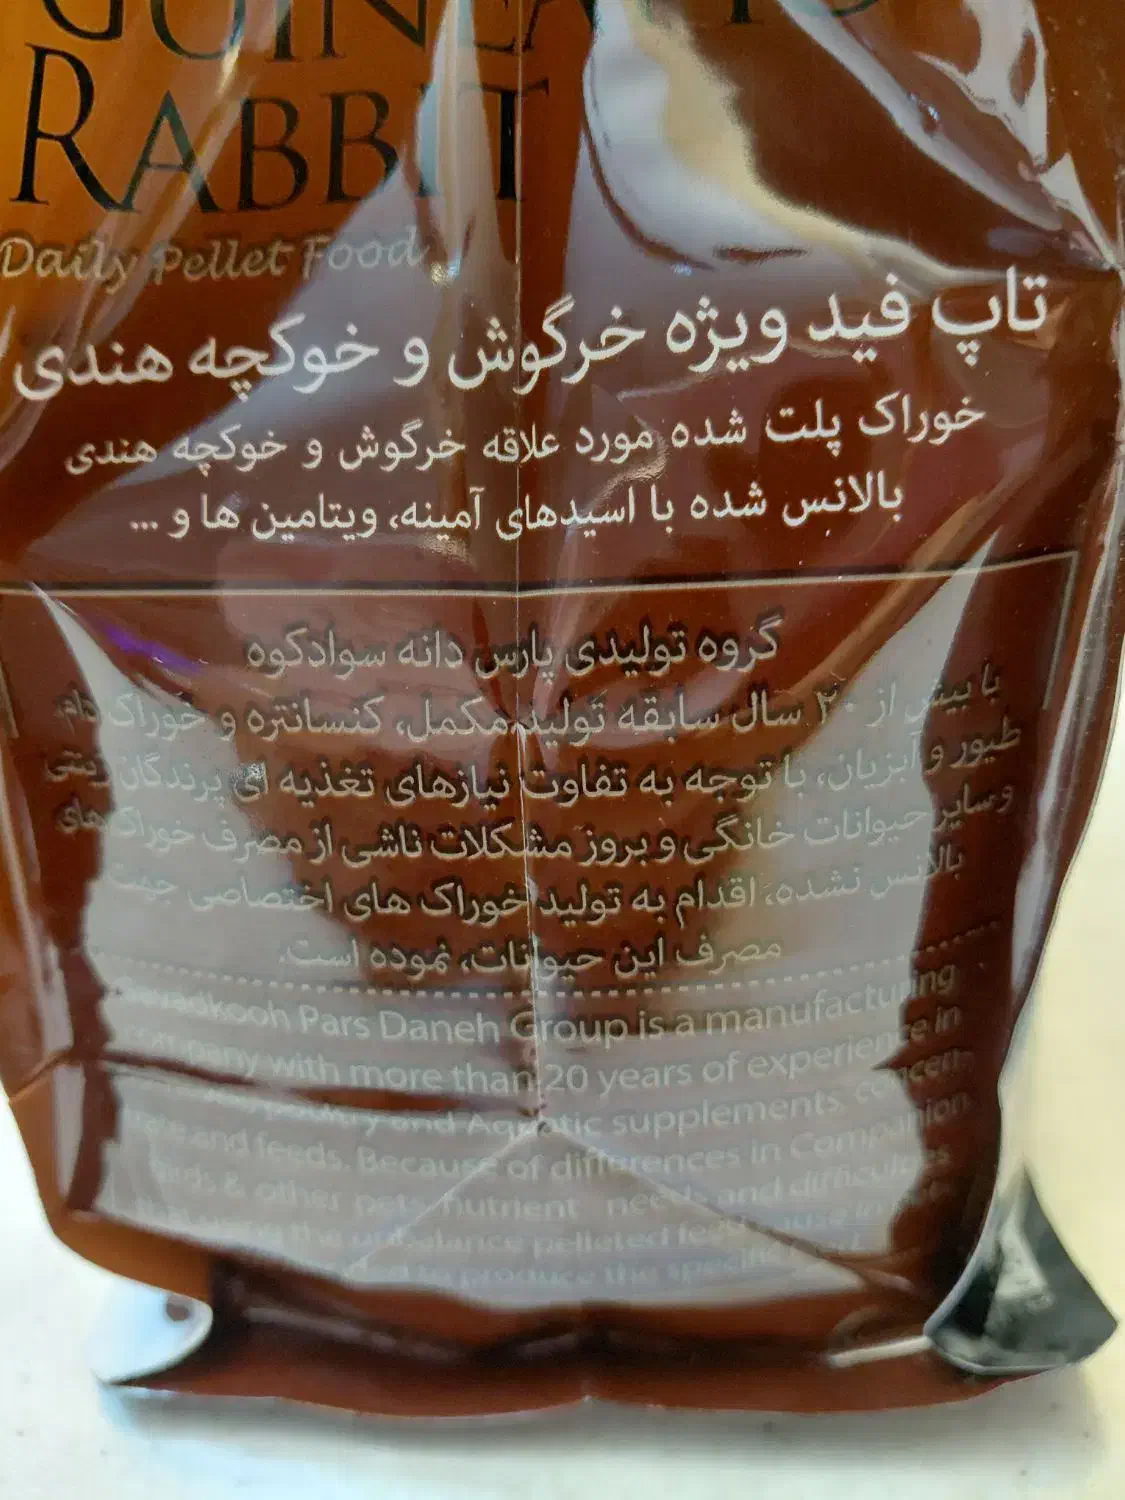 RABBIT
Daily Pellet Food
تاپ فید ویژه خرگوش و خوکچه هندی
خوراک پلت شده مورد علاقه خرگوش و خوکچه هندی
بالانس شده با اسیدهای آمینه، ویتامین ها و ...
گروه تولیدی پارس دانه سوادکوه
با بیش از ۲۰ سال سابقه تولید مکمل، کنسانتره و خوراک دام،
طیور و آبزیان، با توجه به تفاوت نیازهای تغذیه ای پرندگان زینتی
و سایر حیوانات خانگی و بروز مشکلات ناشی از مصرف خوراک های
بالانس نشده، اقدام به تولید خوراک های اختصاصی جهت
مصرف این حیوانات، نموده است.
Pars Daneh Group is a manufacturing
company with more than 20 years of experience in
and Aquatic supplements, concen-
and feeds. Because of differences in Companion
& other pets nutrient needs and difficulties
the unbalance pelleted feed
to produce the specific